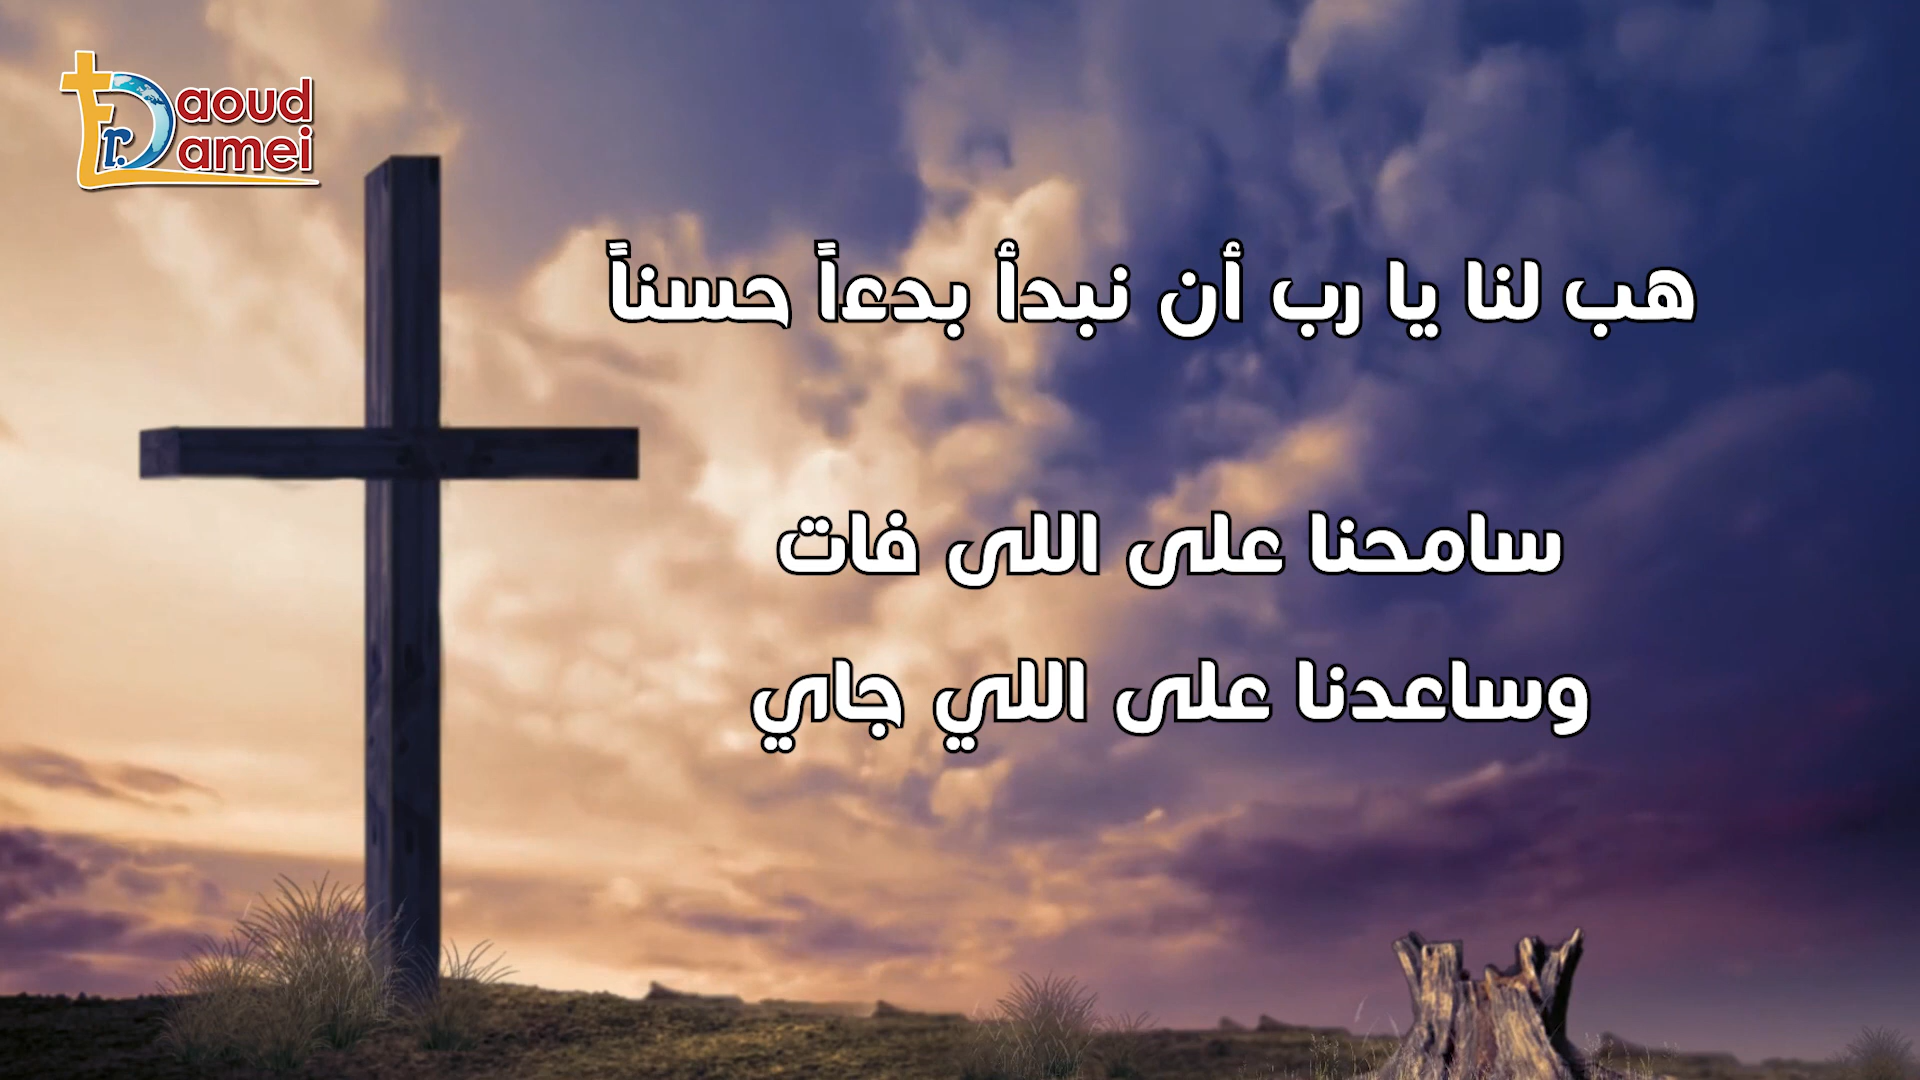 Fr. Daoud
Lamei
هب لنا يا رب أن نبدأ بدءاً حسناً
سامحنا على اللى فات
وساعدنا على اللي جاي